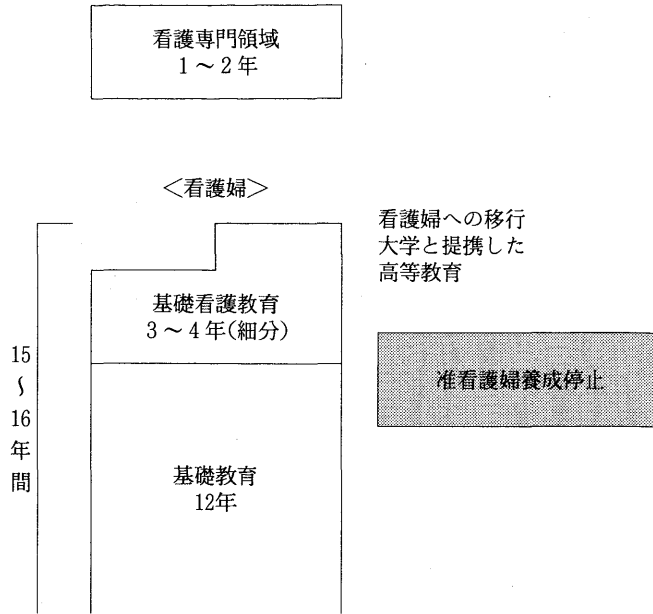 看護専門領域
1～2年
＜看護婦＞
看護婦への移行
大学と提携した
高等教育
基礎看護教育
3～4年(細分)
准看護婦養成停止
15～16年間
基礎教育
12年